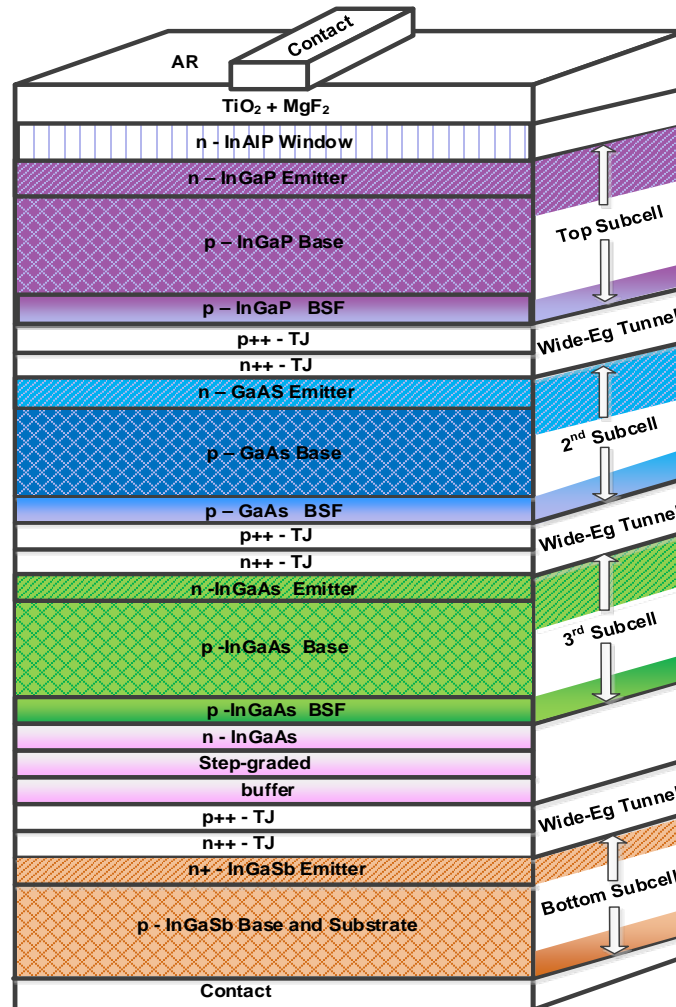 Contact
AR
TiO₂ + MgF₂
n - InAlP Window
n – InGaP Emitter
p – InGaP Base
Top Subcell
p – InGaP BSF
p++ - TJ
Wide-Eg Tunnel
n++ - TJ
n – GaAS Emitter
p – GaAs Base
2nd Subcell
p – GaAs BSF
p++ - TJ
Wide-Eg Tunnel
n++ - TJ
n -InGaAs Emitter
p -InGaAs Base
3rd Subcell
p -InGaAs BSF
n - InGaAs
Step-graded
buffer
p++ - TJ
Wide-Eg Tunnel
n++ - TJ
n+ - InGaSb Emitter
Bottom Subcell
p - InGaSb Base and Substrate
Contact